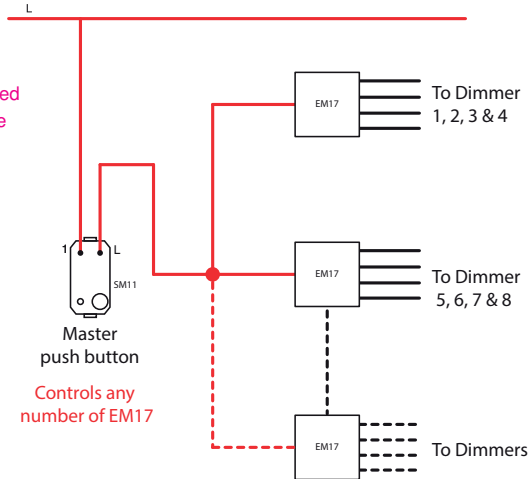 L
ed
e
EM17
To Dimmer
1, 2, 3 & 4
1
L
SM11
EM17
To Dimmer
5, 6, 7 & 8
Master
push button
Controls any
number of EM17
EM17
To Dimmers